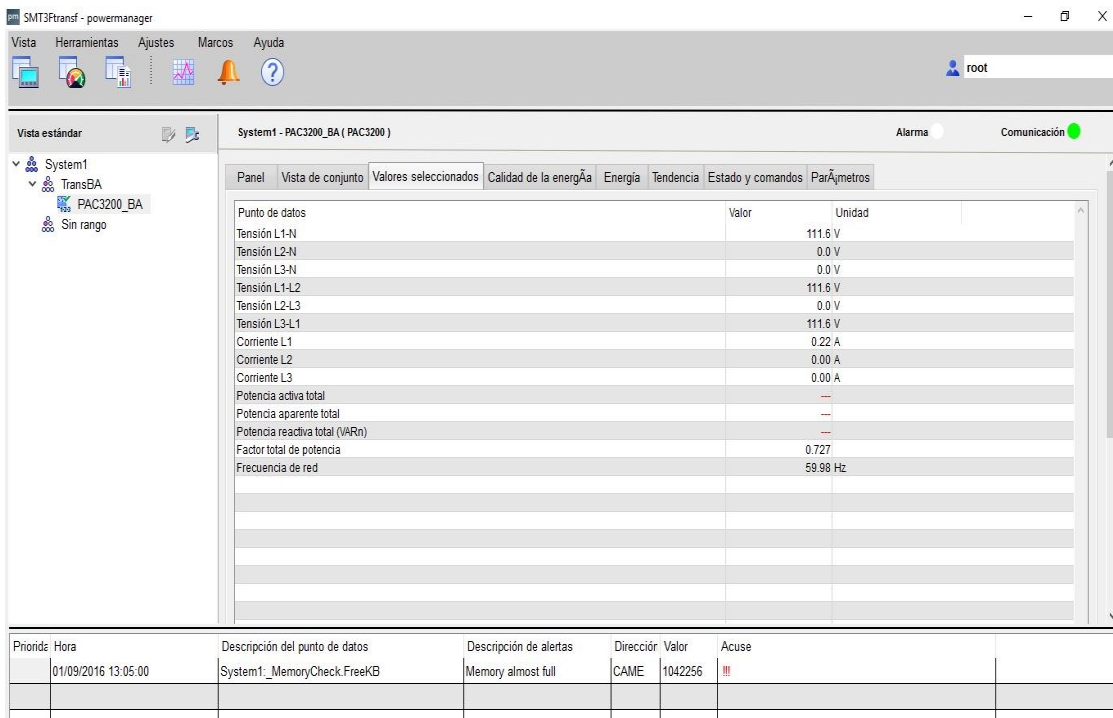 pm SMT3Ftransf - powermanager
Vista Herramientas Ajustes Marcos Ayuda
root
Vista estándar
System1 - PAC3200_BA ( PAC3200 )
Alarma
Comunicación
System1
TransBA
PAC3200_BA
Sin rango
Panel Vista de conjunto Valores seleccionados Calidad de la energÃa Energía Tendencia Estado y comandos ParÃ¡metros
Punto de datos Valor Unidad
Tensión L1-N 111.6 V
Tensión L2-N 0.0 V
Tensión L3-N 0.0 V
Tensión L1-L2 111.6 V
Tensión L2-L3 0.0 V
Tensión L3-L1 111.6 V
Corriente L1 0.22 A
Corriente L2 0.00 A
Corriente L3 0.00 A
Potencia activa total ---
Potencia aparente total ---
Potencia reactiva total (VARn) ---
Factor total de potencia 0.727
Frecuencia de red 59.98 Hz
Priorida Hora Descripción del punto de datos Descripción de alertas Dirección Valor Acuse
01/09/2016 13:05:00 System1:_MemoryCheck.FreeKB Memory almost full CAME 1042256 !!!